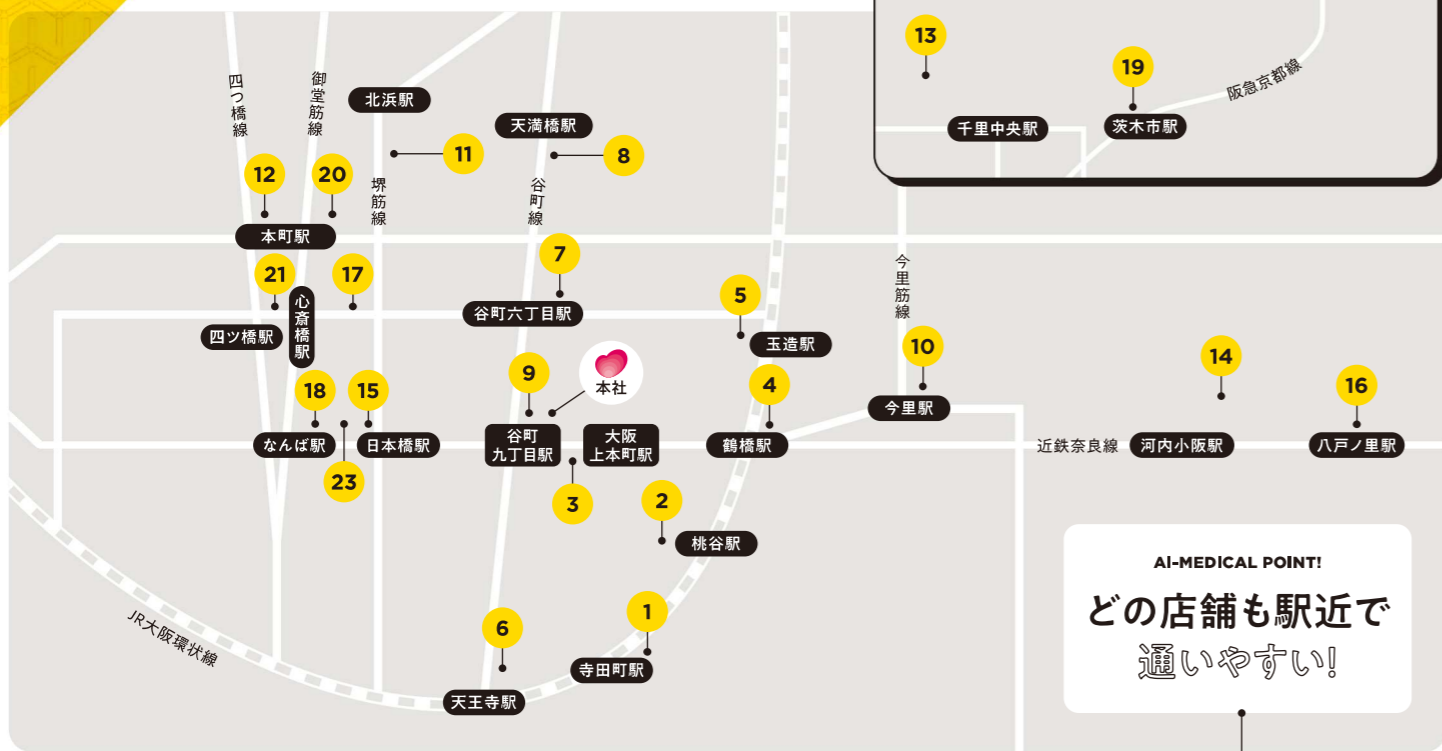 四つ橋線
御堂筋線
北浜駅
天満橋駅
11
8
12
20
堺筋線
谷町線
本町駅
13
19
阪急京都線
千里中央駅
茨木市駅
21
17
7
5
今里筋線
心斎橋駅
谷町六丁目駅
四ツ橋駅
玉造駅
本社
10
14
18
15
9
4
16
今里駅
なんば駅
日本橋駅
谷町
九丁目駅
大阪
上本町駅
鶴橋駅
近鉄奈良線
河内小阪駅
八戸ノ里駅
23
3
2
桃谷駅
JR大阪環状線
6
1
寺田町駅
天王寺駅
AI-MEDICAL POINT!
どの店舗も駅近で
通いやすい!